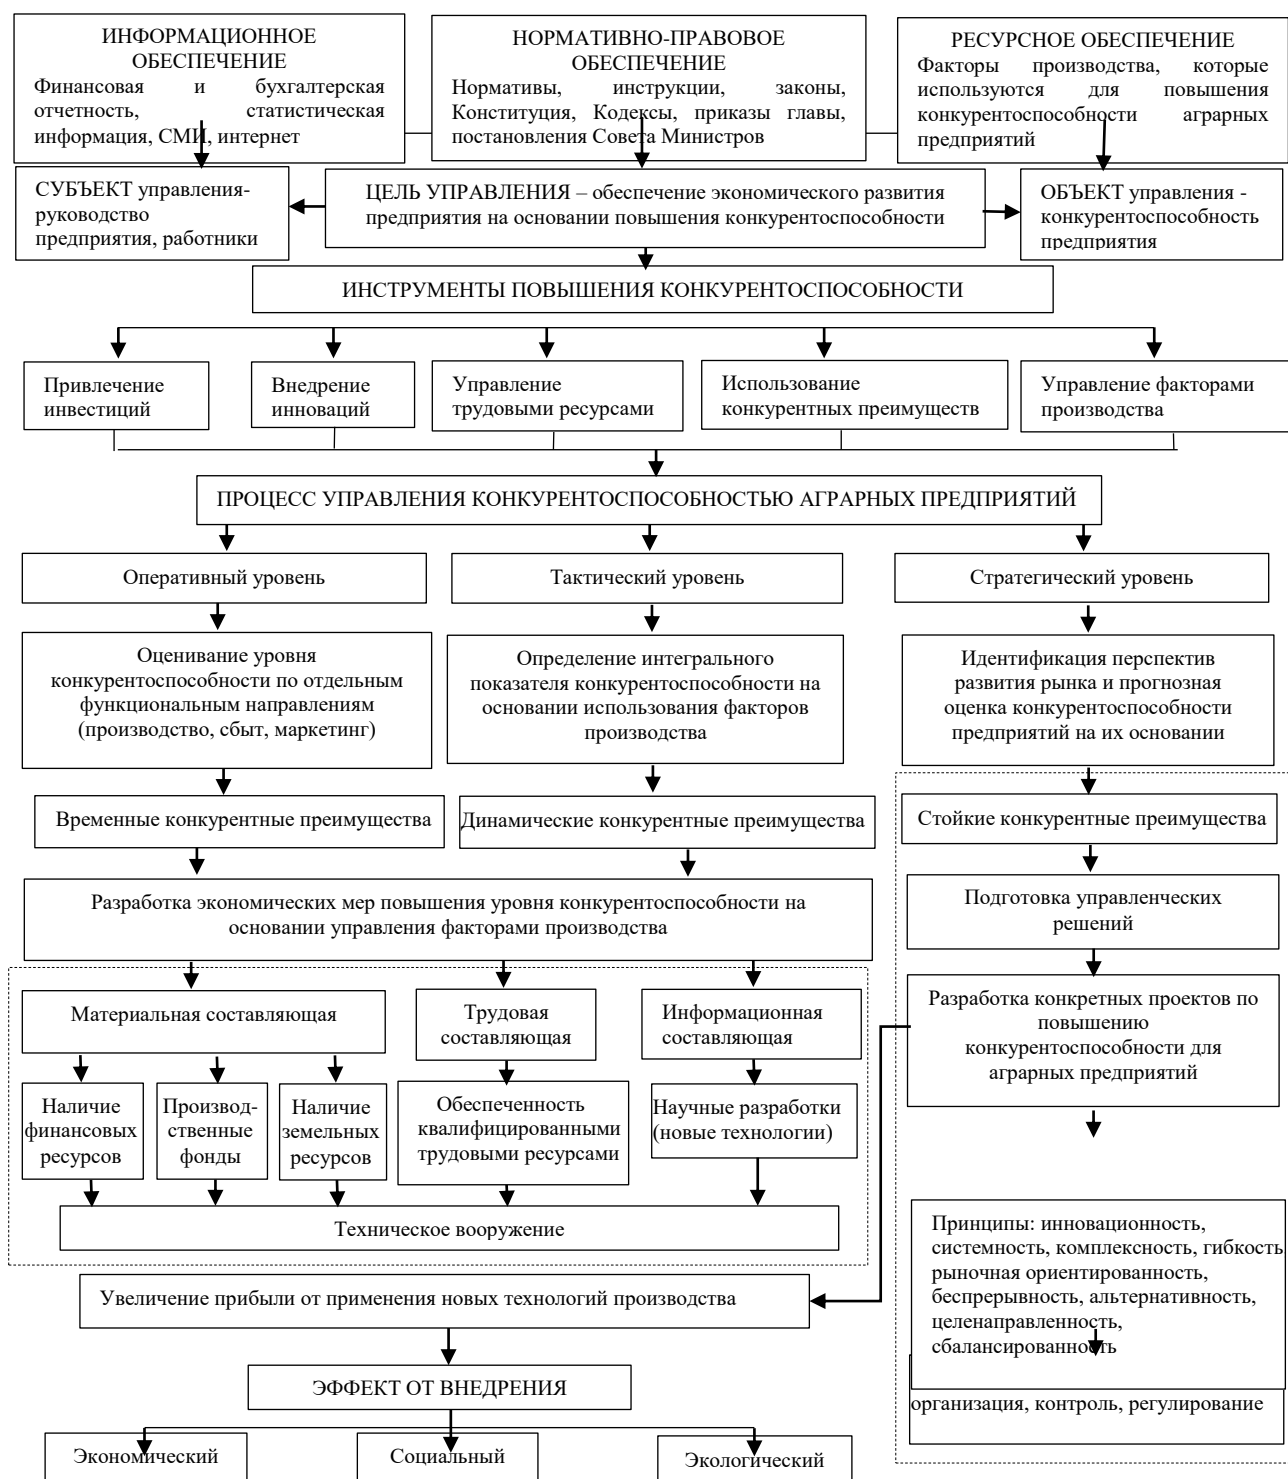 ИНФОРМАЦИОННОЕ
ОБЕСПЕЧЕНИЕ
Финансовая и бухгалтерская
отчетность, статистическая
информация, СМИ, интернет
НОРМАТИВНО-ПРАВОВОЕ
ОБЕСПЕЧЕНИЕ
Нормативы, инструкции, законы,
Конституция, Кодексы, приказы главы,
постановления Совета Министров
РЕСУРСНОЕ ОБЕСПЕЧЕНИЕ
Факторы производства, которые
используются для повышения
конкурентоспособности аграрных
предприятий
СУБЪЕКТ управления-
руководство
предприятия, работники
ЦЕЛЬ УПРАВЛЕНИЯ – обеспечение экономического развития
предприятия на основании повышения конкурентоспособности
ОБЪЕКТ управления -
конкурентоспособность
предприятия
ИНСТРУМЕНТЫ ПОВЫШЕНИЯ КОНКУРЕНТОСПОСОБНОСТИ
Привлечение
инвестиций
Внедрение
инноваций
Управление
трудовыми ресурсами
Использование
конкурентных преимуществ
Управление факторами
производства
ПРОЦЕСС УПРАВЛЕНИЯ КОНКУРЕНТОСПОСОБНОСТЬЮ АГРАРНЫХ ПРЕДПРИЯТИЙ
Оперативный уровень
Тактический уровень
Стратегический уровень
Оценивание уровня
конкурентоспособности по отдельным
функциональным направлениям
(производство, сбыт, маркетинг)
Определение интегрального
показателя конкурентоспособности на
основании использования факторов
производства
Идентификация перспектив
развития рынка и прогнозная
оценка конкурентоспособности
предприятий на их основании
Временные конкурентные преимущества
Динамические конкурентные преимущества
Стойкие конкурентные преимущества
Разработка экономических мер повышения уровня конкурентоспособности на
основании управления факторами производства
Подготовка управленческих
решений
Материальная составляющая
Трудовая
составляющая
Информационная
составляющая
Разработка конкретных проектов по
повышению
конкурентоспособности для
аграрных предприятий
Наличие
финансовых
ресурсов
Производ-
ственные
фонды
Наличие
земельных
ресурсов
Обеспеченность
квалифицированными
трудовыми ресурсами
Научные разработки
(новые технологии)
Техническое вооружение
Принципы: инновационность,
системность, комплексность, гибкость
рыночная ориентированность,
беспрерывность, альтернативность,
целенаправленность,
сбалансированность
организация, контроль, регулирование
Увеличение прибыли от применения новых технологий производства
ЭФФЕКТ ОТ ВНЕДРЕНИЯ
Экономический
Социальный
Экологический